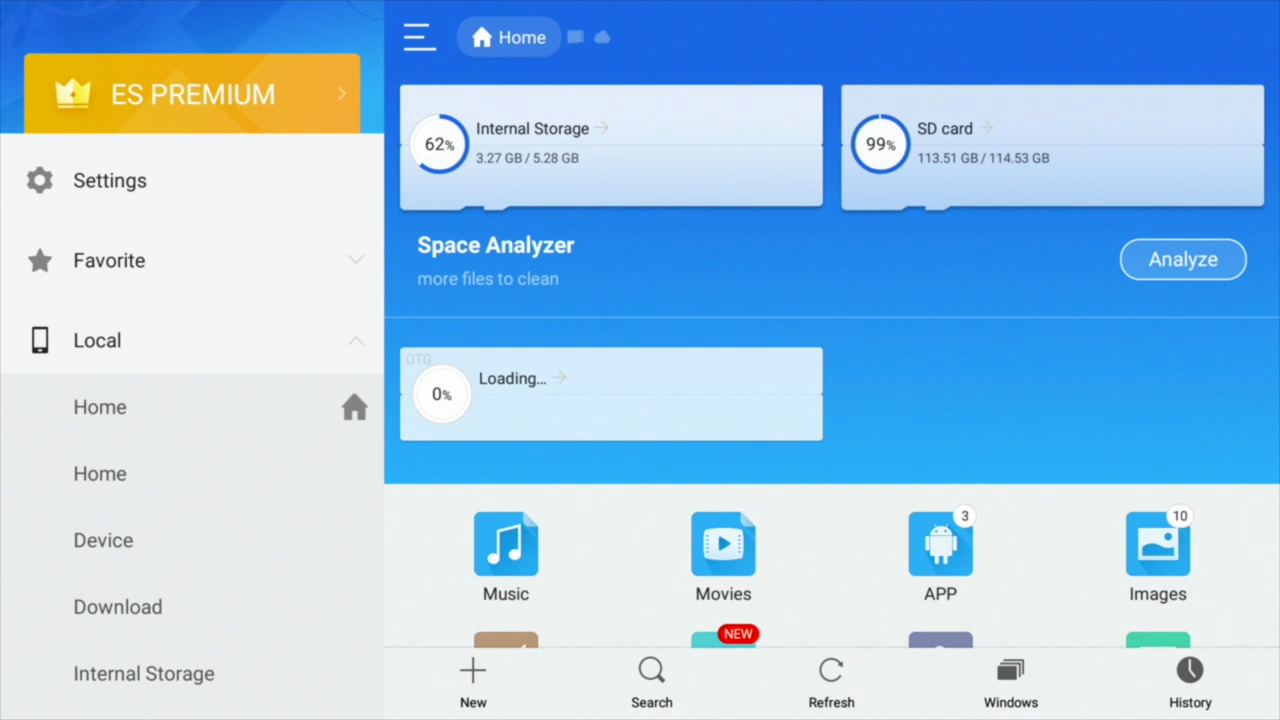 ES PREMIUM
Settings
Favorite
Local
Home
Home
Device
Download
Internal Storage
Home
62%
Internal Storage
3.27 GB / 5.28 GB
99%
SD card
113.51 GB / 114.53 GB
Space Analyzer
more files to clean
Analyze
OTG
0%
Loading...
3
10
Music
Movies
APP
Images
NEW
New
Search
Refresh
Windows
History